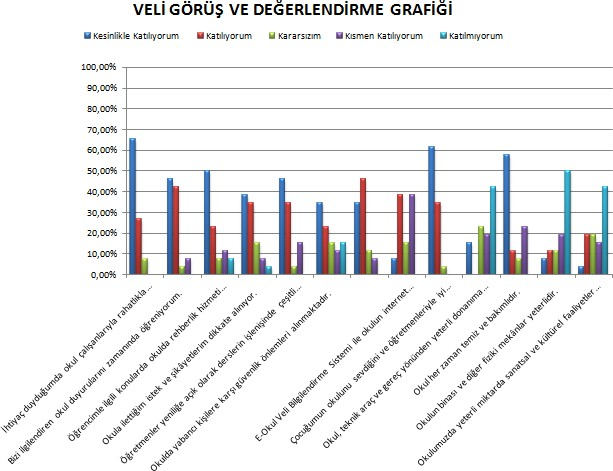 VELİ GÖRÜŞ VE DEĞERLENDİRME GRAFİĞİ
Kesinlikle Katılıyorum Katılıyorum Kararsızım Kısmen Katılıyorum Katılmıyorum
100,00%
90,00%
80,00%
70,00%
60,00%
50,00%
40,00%
30,00%
20,00%
10,00%
0,00%
İhtiyaç duyduğumda okul çalışanlarıyla rahatlıkla...
Bizi ilgilendiren okul duyurularını zamanında öğreniyorum.
Öğrencimle ilgili konularda okulda rehberlik hizmeti...
Okula ilettiğim istek ve şikâyetlerim dikkate alınıyor.
Öğretmenler yeniliğe açık olarak derslerin işlenişinde çeşitli...
Okulda yabancı kişilere karşı güvenlik önlemleri alınmaktadır.
E-Okul Veli Bilgilendirme Sistemi ile okulun internet...
Çocuğumun okulunu sevdiğini ve öğretmenleriyle iyi...
Okul, teknik araç ve gereç yönünden yeterli donanıma...
Okul her zaman temiz ve bakımlıdır.
Okulun binası ve diğer fiziki mekânlar yeterlidir.
Okulumuzda yeterli miktarda sanatsal ve kültürel faaliyetler...